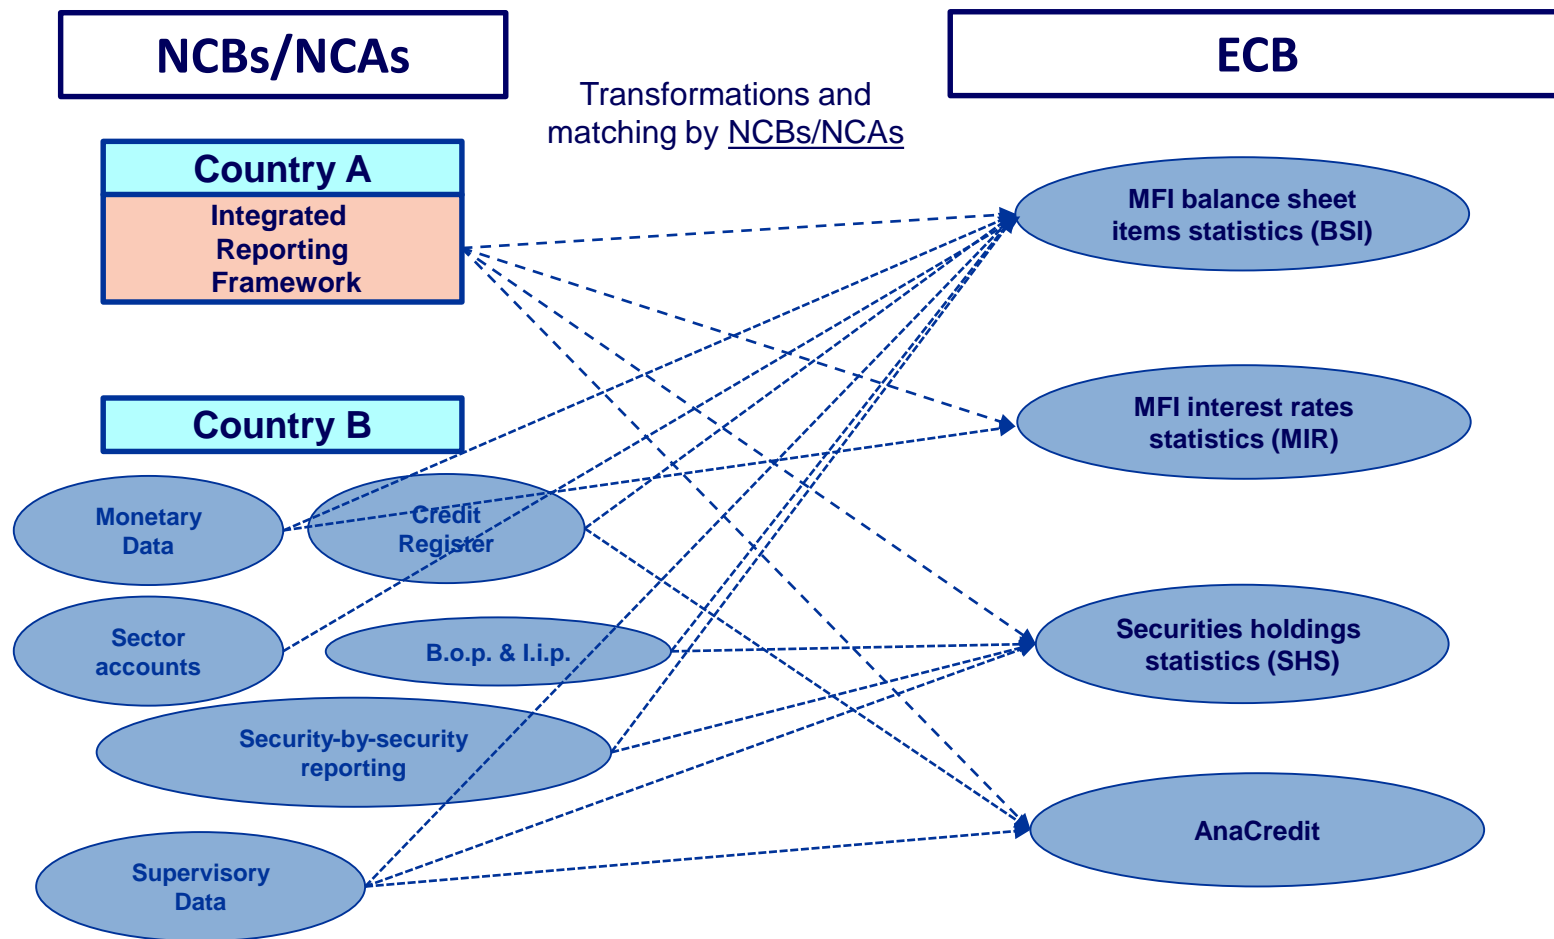 NCBs/NCAs
ECB
Transformations and
matching by NCBs/NCAs
Country A
Integrated
Reporting
Framework
Country B
Monetary
Data
Credit
Register
Sector
accounts
B.o.p. & I.i.p.
Security-by-security
reporting
Supervisory
Data
MFI balance sheet
items statistics (BSI)
MFI interest rates
statistics (MIR)
Securities holdings
statistics (SHS)
AnaCredit